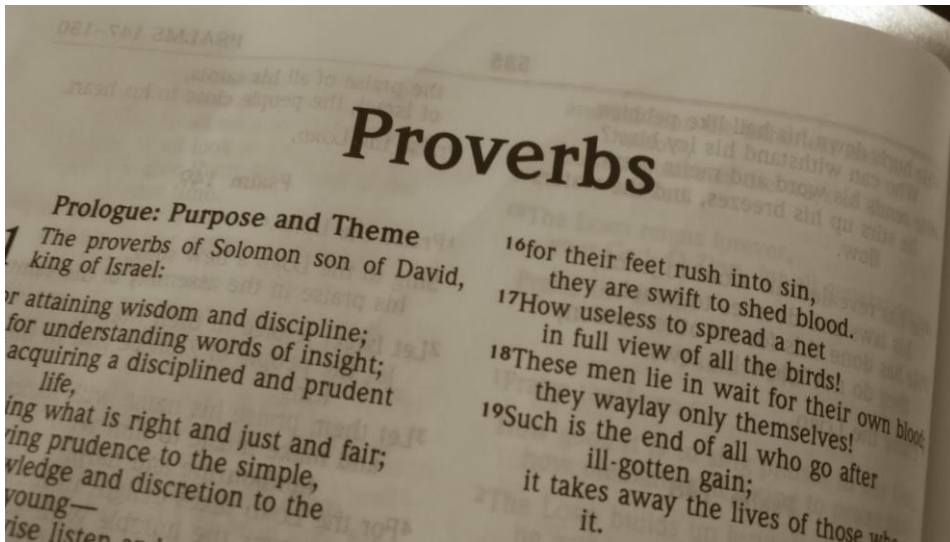 Proverbs
Prologue: Purpose and Theme
1 The proverbs of Solomon son of David,
king of Israel:
attaining wisdom and discipline;
for understanding words of insight;
acquiring a disciplined and prudent
life,
what is right and just and fair;
prudence to the simple,
and discretion to the
young—
listen
16for their feet rush into sin,
they are swift to shed blood.
17How useless to spread a net
in full view of all the birds!
18These men lie in wait for their own blood;
they waylay only themselves!
19Such is the end of all who go after
ill-gotten gain;
it takes away the lives of those
it.